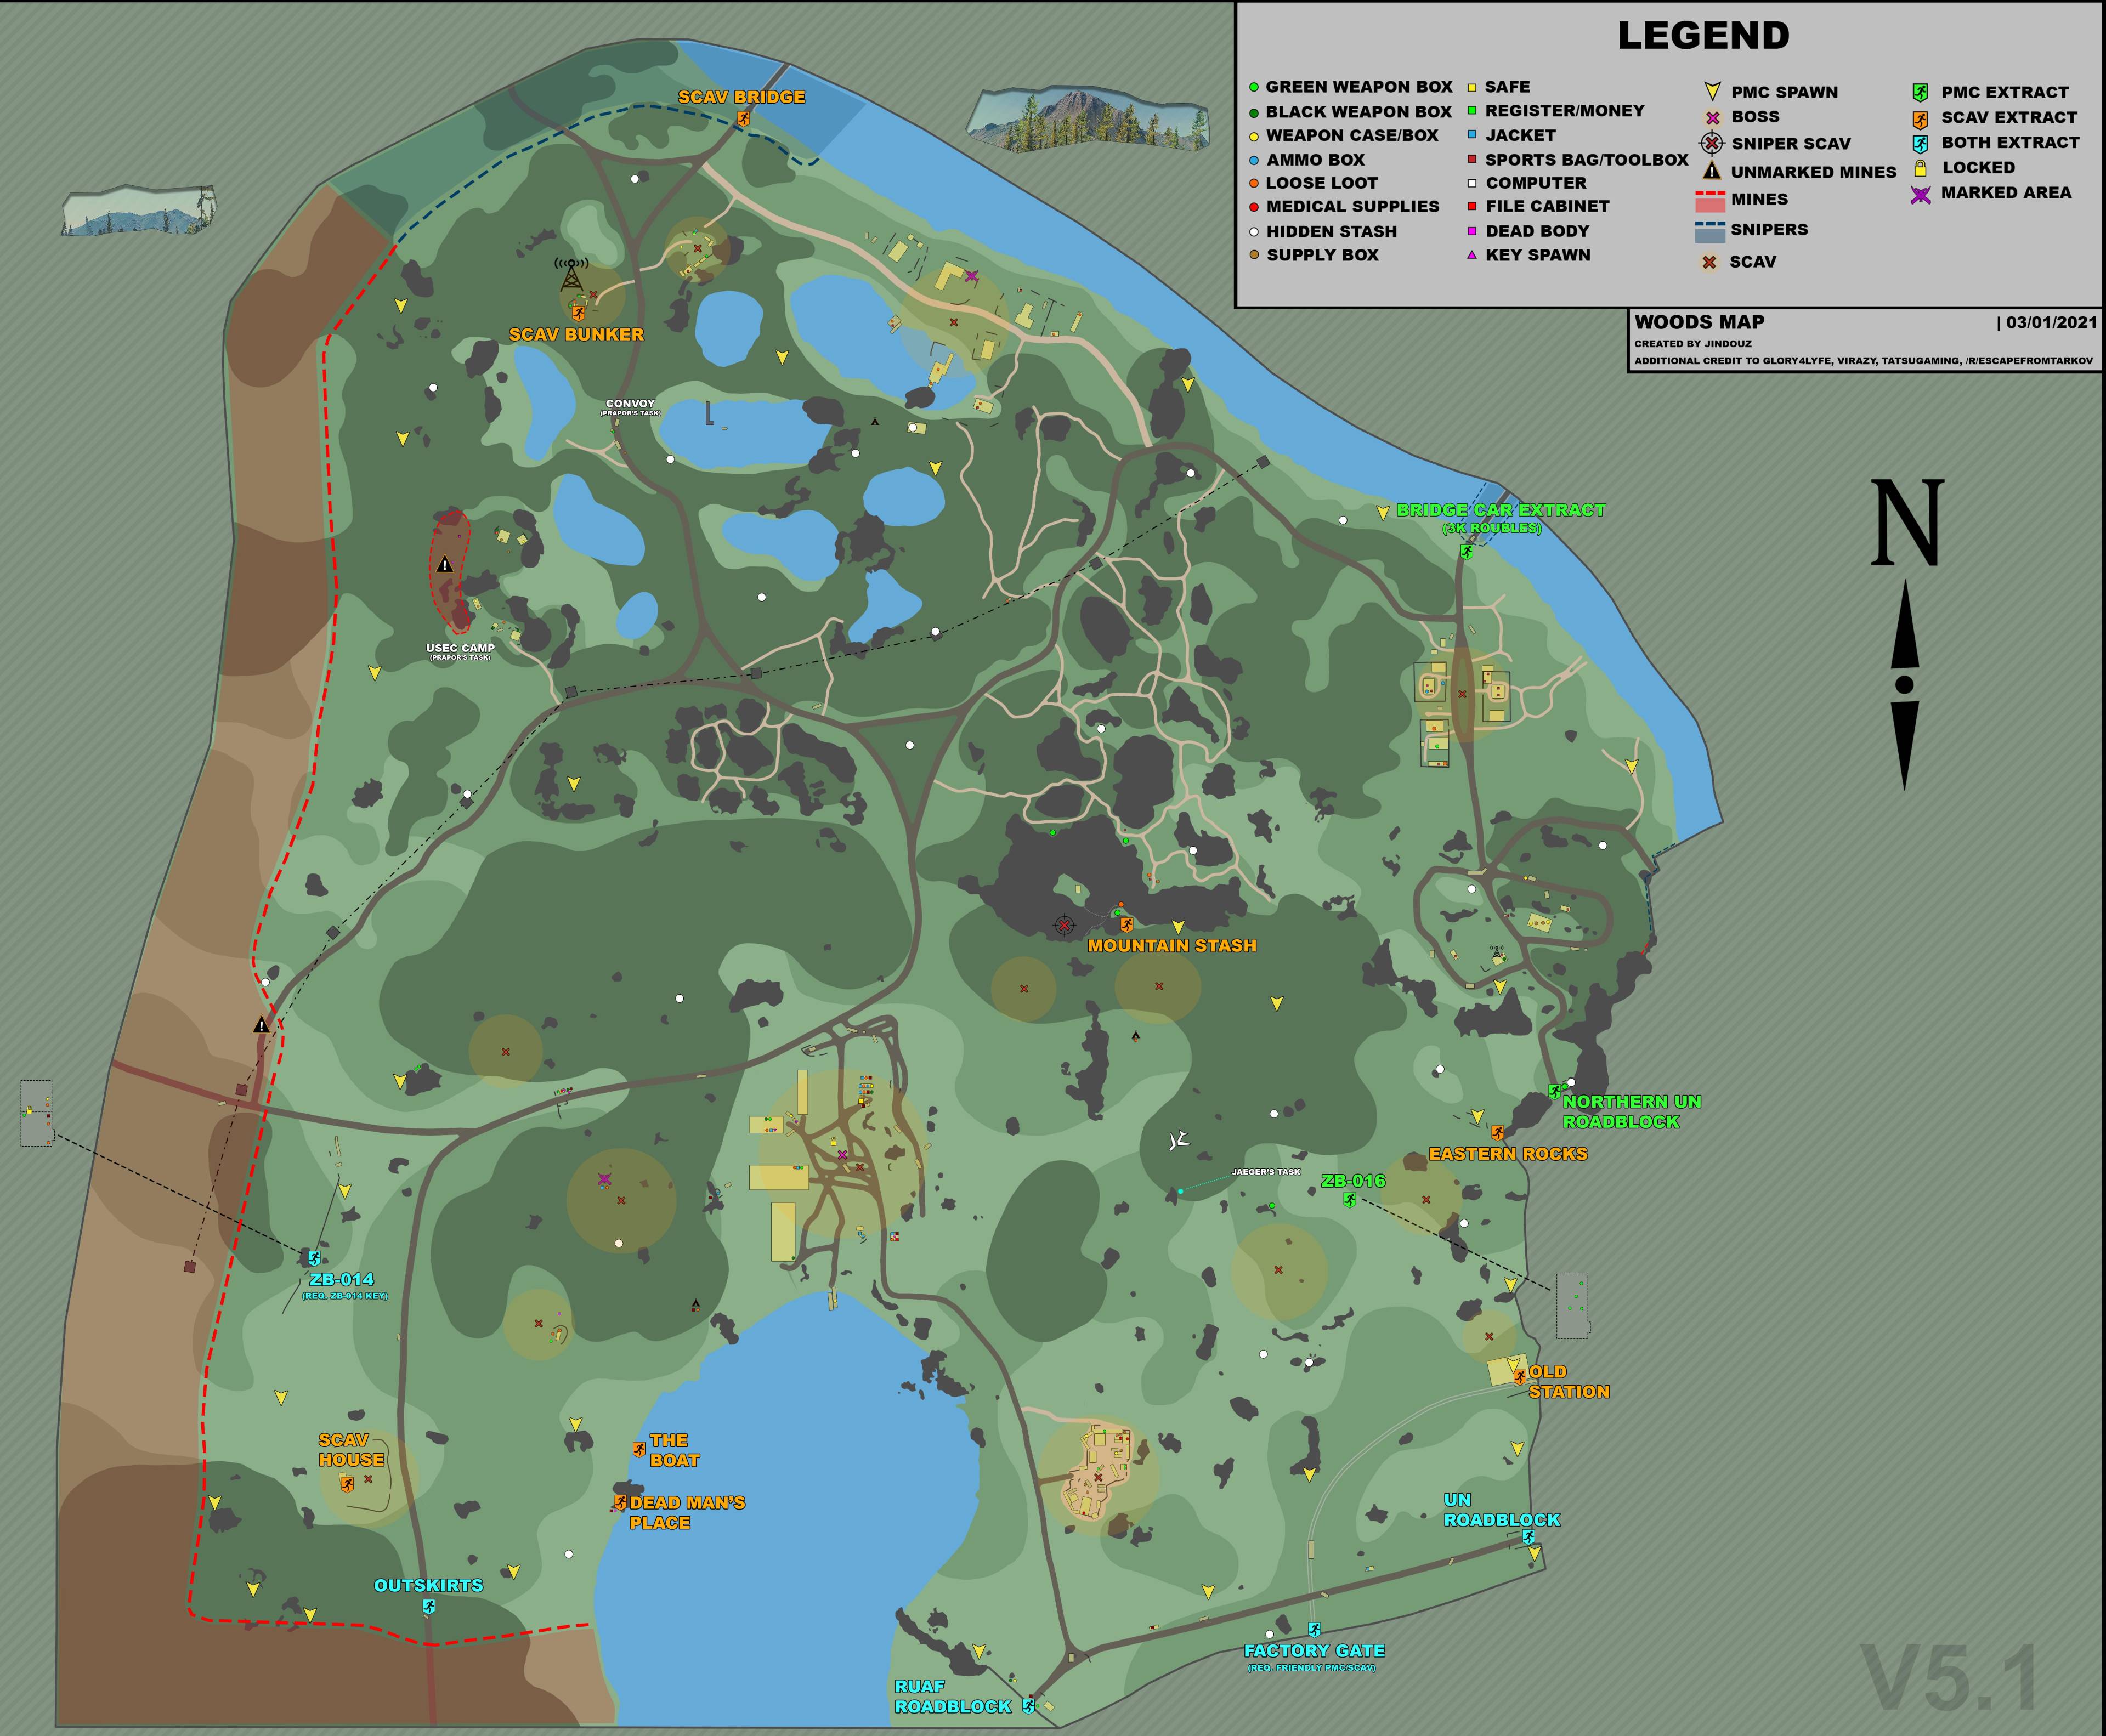 LEGEND
GREEN WEAPON BOX
BLACK WEAPON BOX
WEAPON CASE/BOX
AMMO BOX
LOOSE LOOT
MEDICAL SUPPLIES
HIDDEN STASH
SUPPLY BOX
SAFE
REGISTER/MONEY
JACKET
SPORTS BAG/TOOLBOX
COMPUTER
FILE CABINET
DEAD BODY
KEY SPAWN
PMC SPAWN
BOSS
SNIPER SCAV
UNMARKED MINES
MINES
SNIPERS
SCAV
PMC EXTRACT
SCAV EXTRACT
BOTH EXTRACT
LOCKED
MARKED AREA
WOODS MAP | 03/01/2021
CREATED BY JINDOUZ
ADDITIONAL CREDIT TO GLORY4LYFE, VIRAZY, TATSUGAMING, /R/ESCAPEFROMTARKOV
SCAV BRIDGE
SCAV BUNKER
CONVOY
(PRAPOR'S TASK)
BRIDGE CAR EXTRACT
(3K ROUBLES)
N
USEC CAMP
(PRAPOR'S TASK)
MOUNTAIN STASH
NORTHERN UN
ROADBLOCK
EASTERN ROCKS
JAEGER'S TASK
ZB-016
ZB-014
(REQ. ZB-014 KEY)
OLD
STATION
SCAV
HOUSE
THE
BOAT
DEAD MAN'S
PLACE
UN
ROADBLOCK
OUTSKIRTS
FACTORY GATE
(REQ. FRIENDLY PMC/SCAV)
RUAF
ROADBLOCK
V5.1